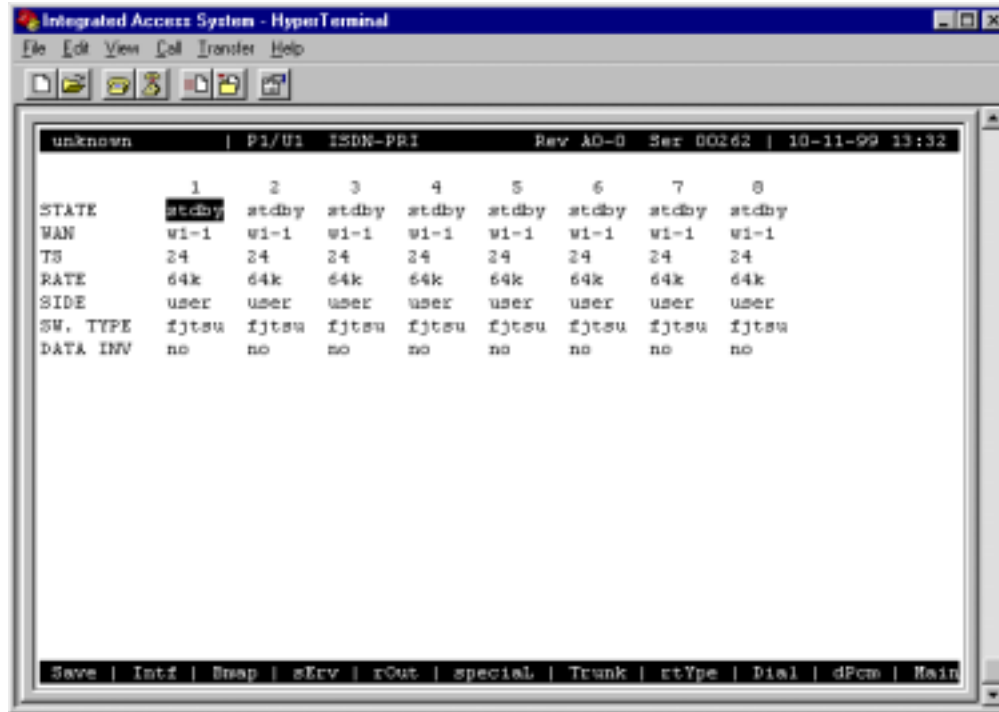 Integrated Access System - HyperTerminal
File Edit View Call Transfer Help
unknown | P1/U1 ISDN-PRI Rev A0-0 Ser 00262 | 10-11-99 13:32
1 2 3 4 5 6 7 8
STATE stdby stdby stdby stdby stdby stdby stdby stdby
WAN w1-1 w1-1 w1-1 w1-1 w1-1 w1-1 w1-1 w1-1
TS 24 24 24 24 24 24 24 24
RATE 64k 64k 64k 64k 64k 64k 64k 64k
SIDE user user user user user user user user
SW. TYPE fjtsu fjtsu fjtsu fjtsu fjtsu fjtsu fjtsu fjtsu
DATA INV no no no no no no no no
Save | Intf | Bmap | sErv | rOut | speciaL | Trunk | rtYpe | Dial | dPcm | Main